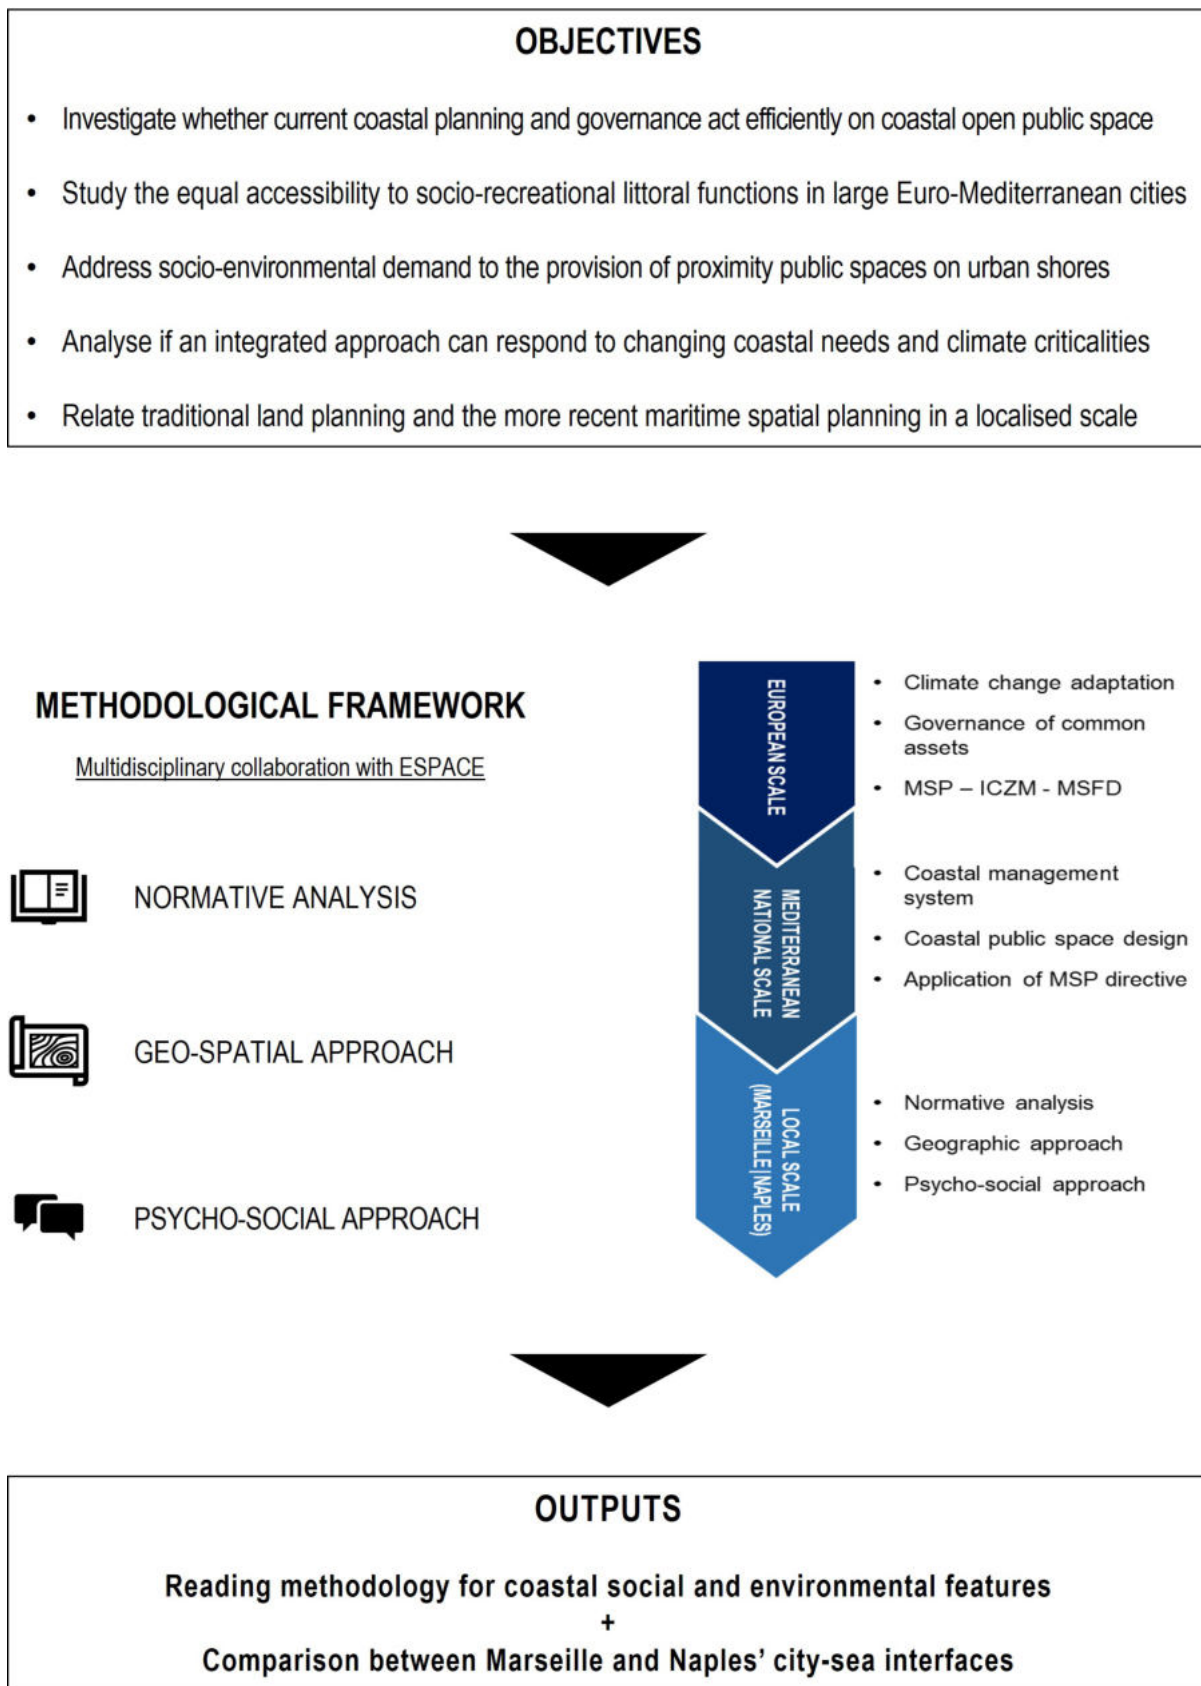 OBJECTIVES
• Investigate whether current coastal planning and governance act efficiently on coastal open public space
• Study the equal accessibility to socio-recreational littoral functions in large Euro-Mediterranean cities
• Address socio-environmental demand to the provision of proximity public spaces on urban shores
• Analyse if an integrated approach can respond to changing coastal needs and climate criticalities
• Relate traditional land planning and the more recent maritime spatial planning in a localised scale
METHODOLOGICAL FRAMEWORK
Multidisciplinary collaboration with ESPACE
NORMATIVE ANALYSIS
GEO-SPATIAL APPROACH
PSYCHO-SOCIAL APPROACH
EUROPEAN SCALE
• Climate change adaptation
• Governance of common
assets
• MSP – ICZM - MSFD
MEDITERRANEAN
NATIONAL SCALE
• Coastal management
system
• Coastal public space design
• Application of MSP directive
LOCAL SCALE
(MARSEILLE|NAPLES)
• Normative analysis
• Geographic approach
• Psycho-social approach
OUTPUTS
Reading methodology for coastal social and environmental features
+
Comparison between Marseille and Naples’ city-sea interfaces